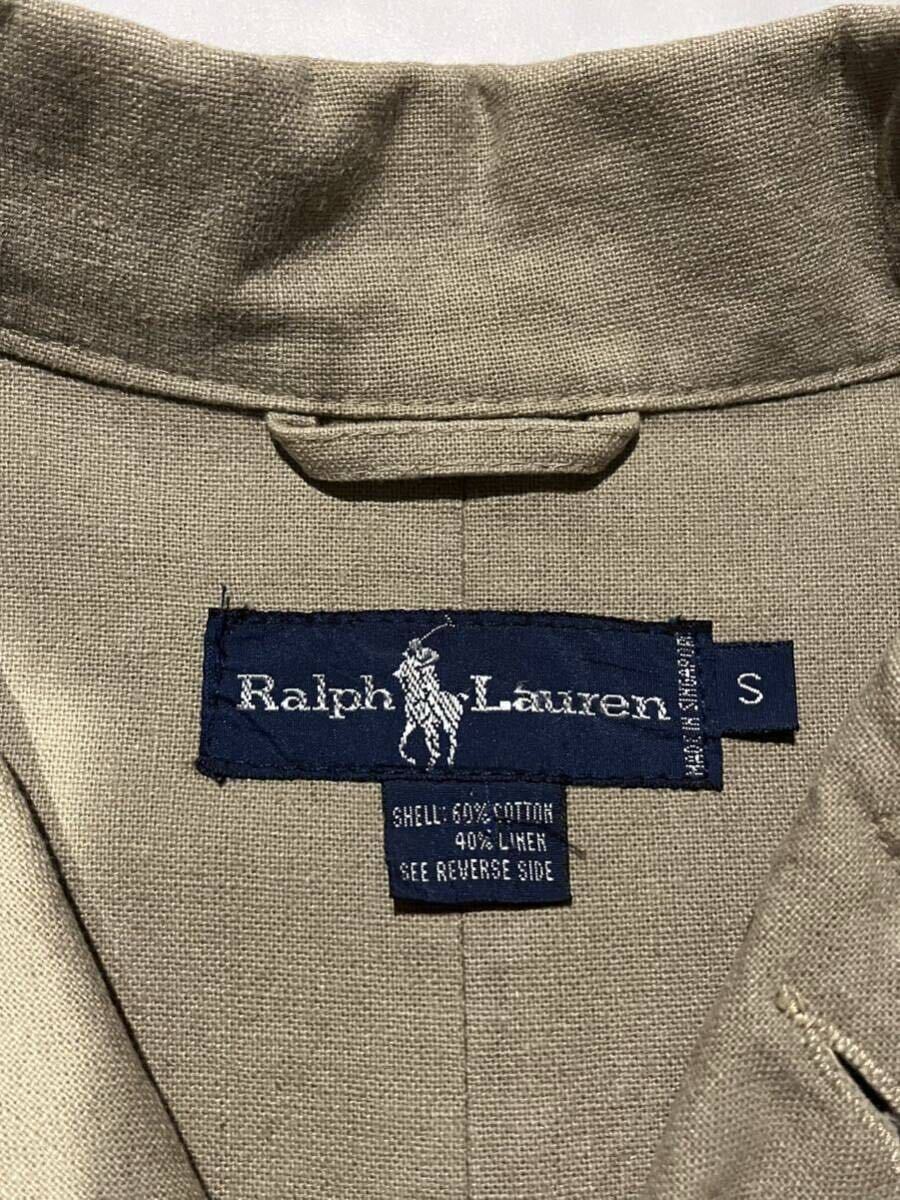 Ralph Lauren
MADE IN SINGAPORE
S
SHELL: 60% COTTON
40% LINEN
SEE REVERSE SIDE